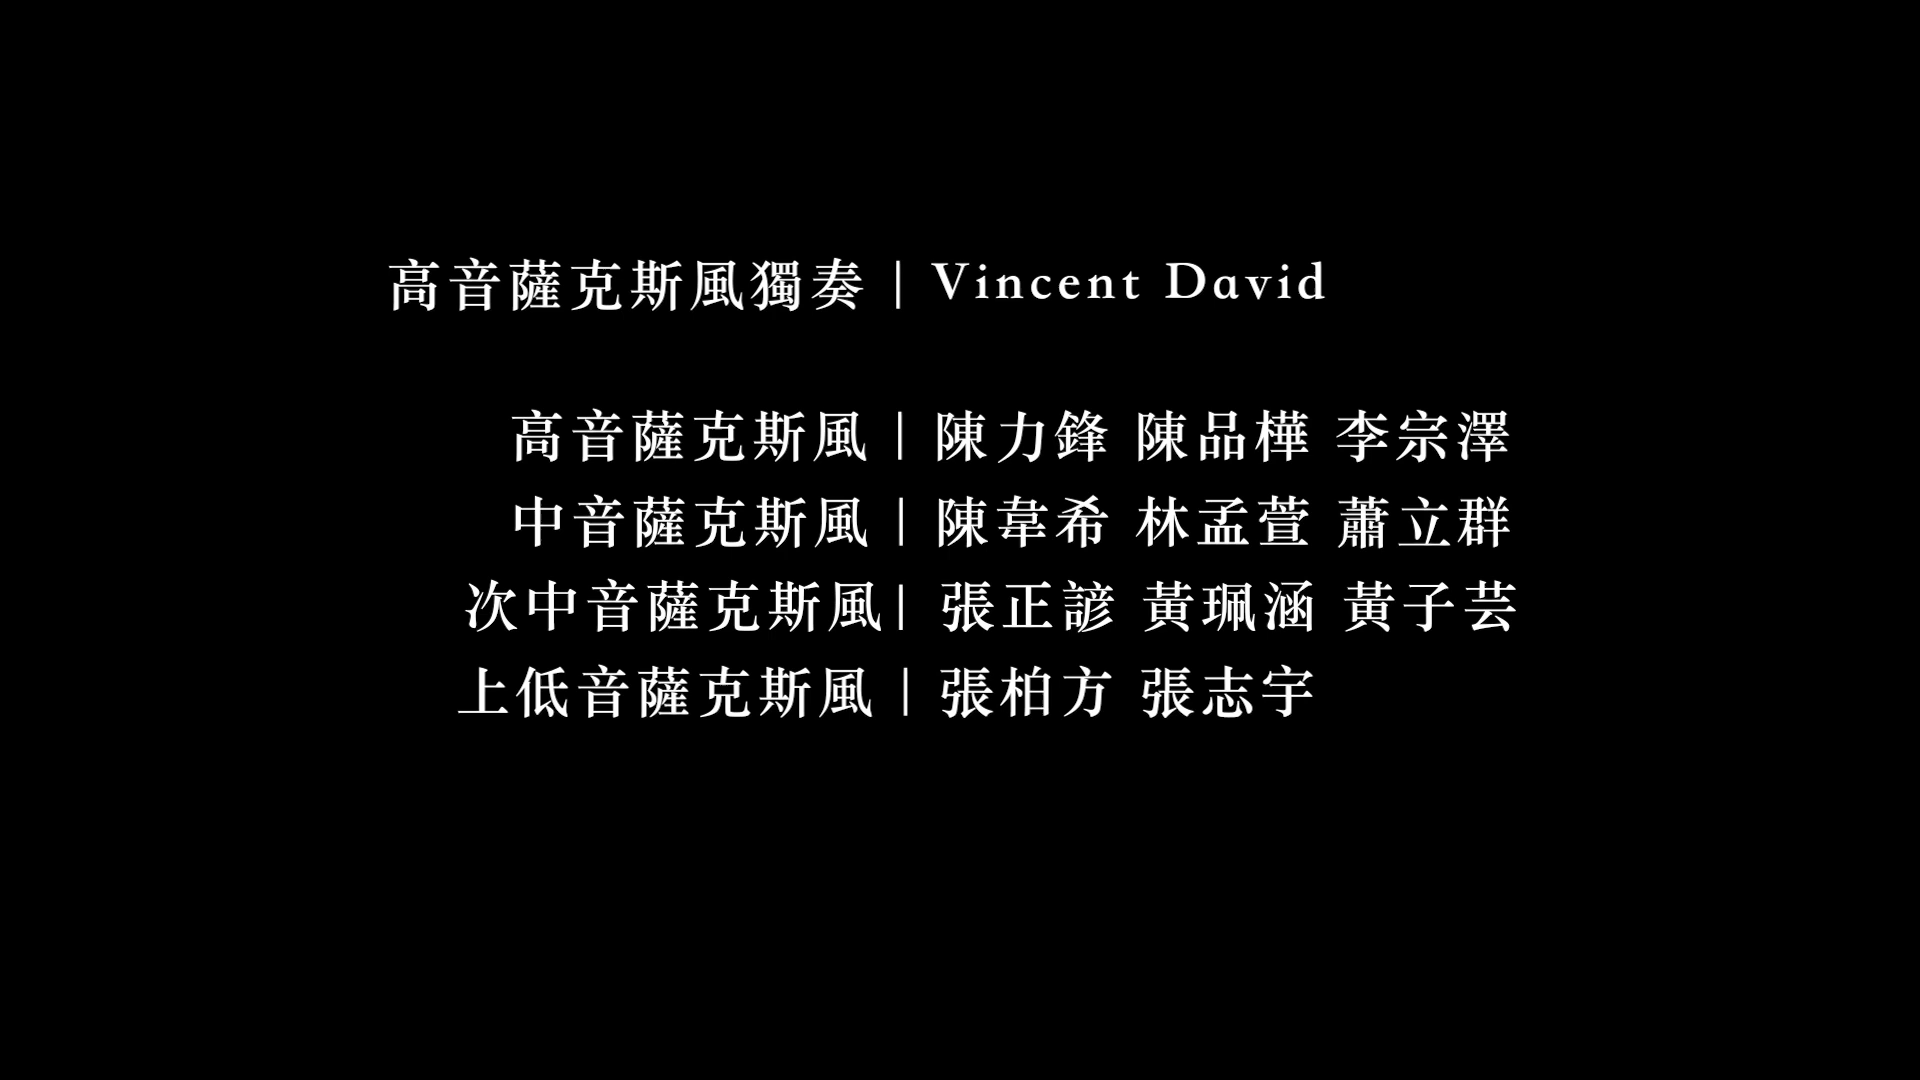 高音薩克斯風獨奏｜Vincent David
高音薩克斯風｜陳力鋒 陳品樺 李宗澤
中音薩克斯風｜陳韋希 林孟萱 蕭立群
次中音薩克斯風｜張正諺 黃珮涵 黃子芸
上低音薩克斯風｜張柏方 張志宇